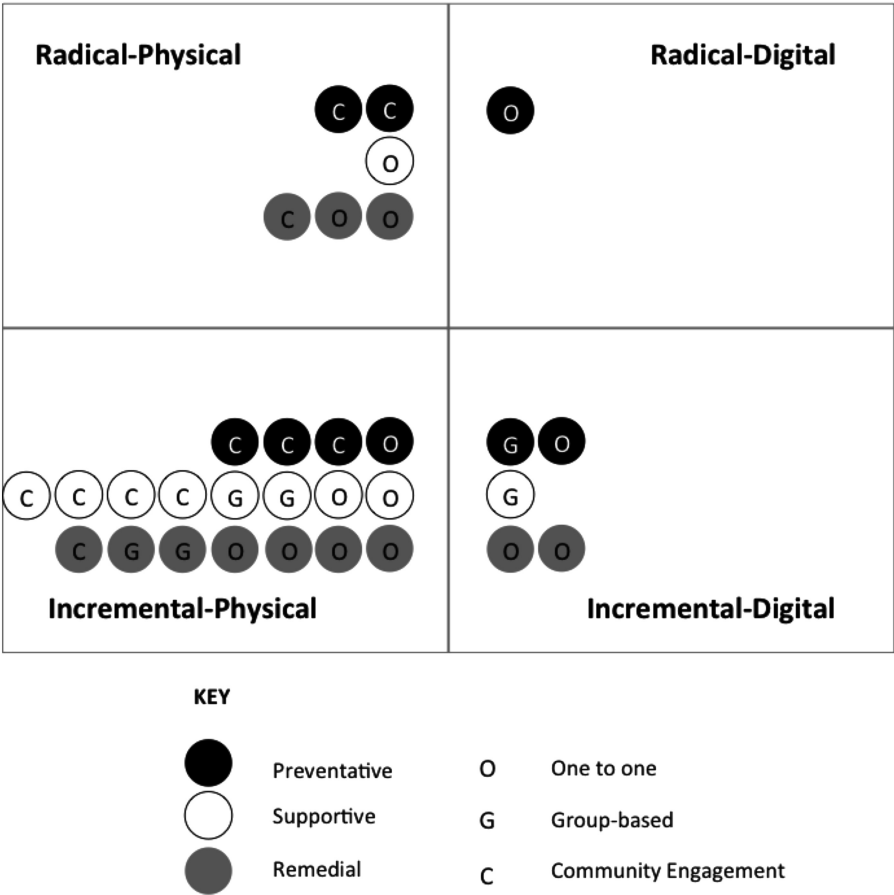 Radical-Physical
C C
O
C O O
Radical-Digital
O
C C C O
C C C C G G O O
C G G O O O O
Incremental-Physical
G O
G
O O
Incremental-Digital
KEY
Preventative
Supportive
Remedial
O One to one
G Group-based
C Community Engagement